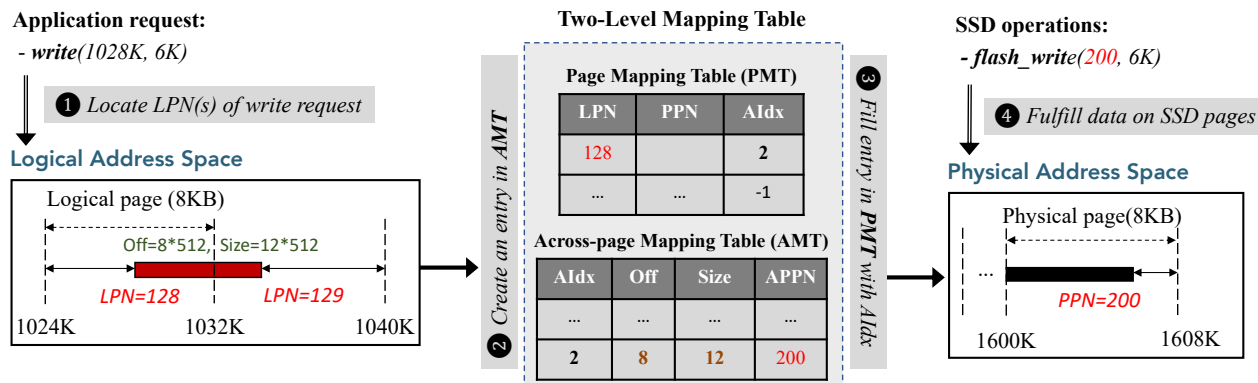 Application request:
- write(1028K, 6K)
❶ Locate LPN(s) of write request
Logical Address Space
Logical page (8KB)
Off=8*512, Size=12*512
LPN=128
LPN=129
1024K
1032K
1040K
❷ Create an entry in AMT
Two-Level Mapping Table
Page Mapping Table (PMT)
LPN PPN AIdx
128 2
... ... -1
Across-page Mapping Table (AMT)
AIdx Off Size APPN
... ... ... ...
2 8 12 200
❸ Fill entry in PMT with AIdx
SSD operations:
- flash_write(200, 6K)
❹ Fulfill data on SSD pages
Physical Address Space
Physical page(8KB)
...
PPN=200
1600K
1608K